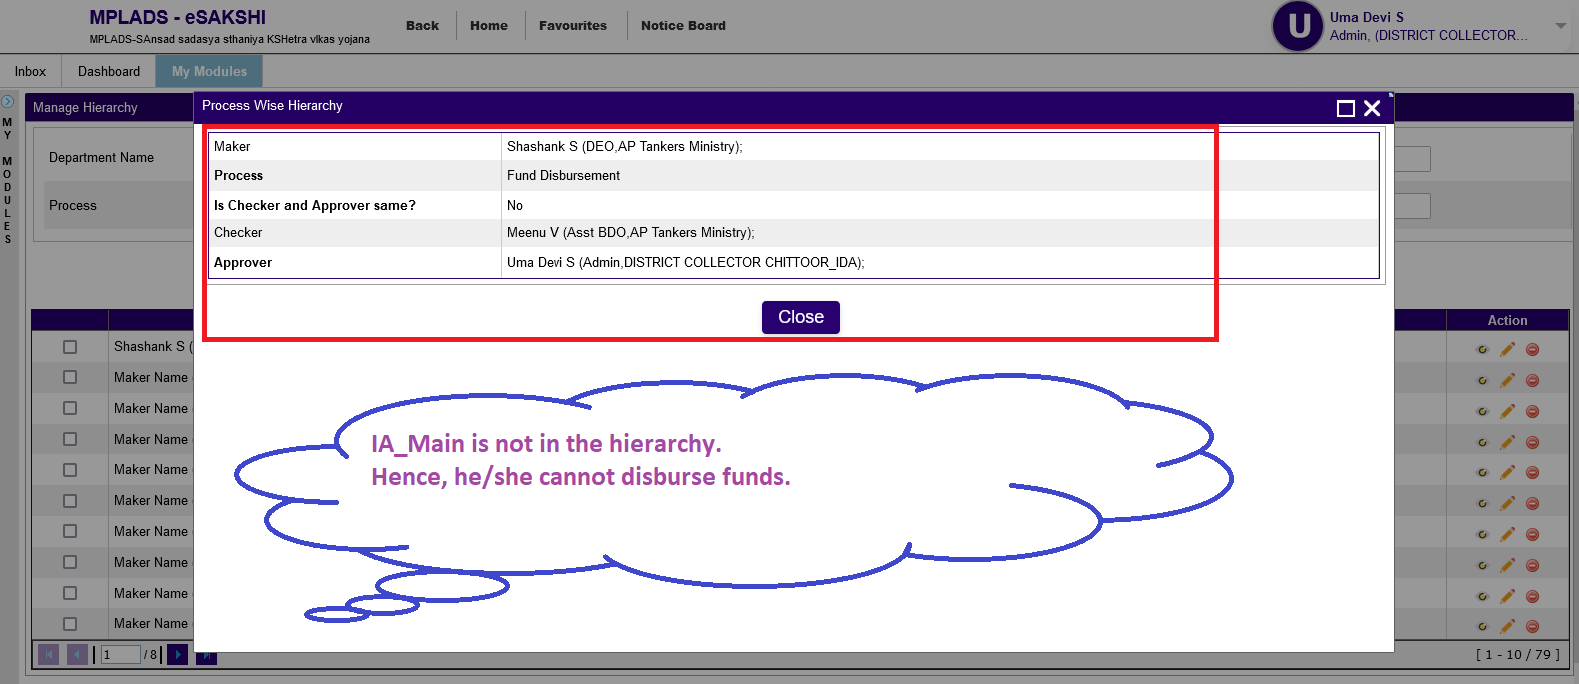 MPLADS - eSAKSHI
MPLADS-SAnsad sadasya sthaniya KSHetra vIkas yojana
Back Home Favourites Notice Board
U
Uma Devi S
Admin, (DISTRICT COLLECTOR...
Inbox Dashboard My Modules
MY MODULES
Manage Hierarchy
Department Name
Process
Process Wise Hierarchy
Maker Shashank S (DEO,AP Tankers Ministry);
Process Fund Disbursement
Is Checker and Approver same? No
Checker Meenu V (Asst BDO,AP Tankers Ministry);
Approver Uma Devi S (Admin,DISTRICT COLLECTOR CHITTOOR_IDA);
Close
IA_Main is not in the hierarchy.
Hence, he/she cannot disburse funds.
Action
Shashank S (
Maker Name
Maker Name
Maker Name
Maker Name
Maker Name
Maker Name
Maker Name
Maker Name
Maker Name
1 / 8
[ 1 - 10 / 79 ]